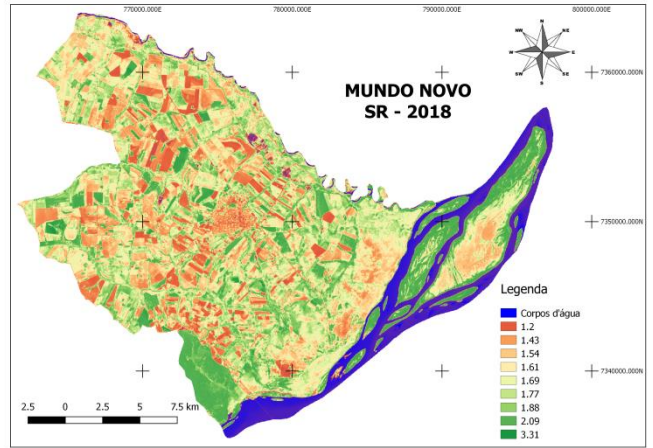 770000.000E 780000.000E 790000.000E 800000.000E
N
NW NE
W E
SW SE
S
7360000.000N
MUNDO NOVO
SR - 2018
7350000.000N
Legenda
Corpos d'água
1.2
1.43
1.54
1.61
1.69
1.77
1.88
2.09
3.31
7340000.000N
2.5 0 2.5 5 7.5 km